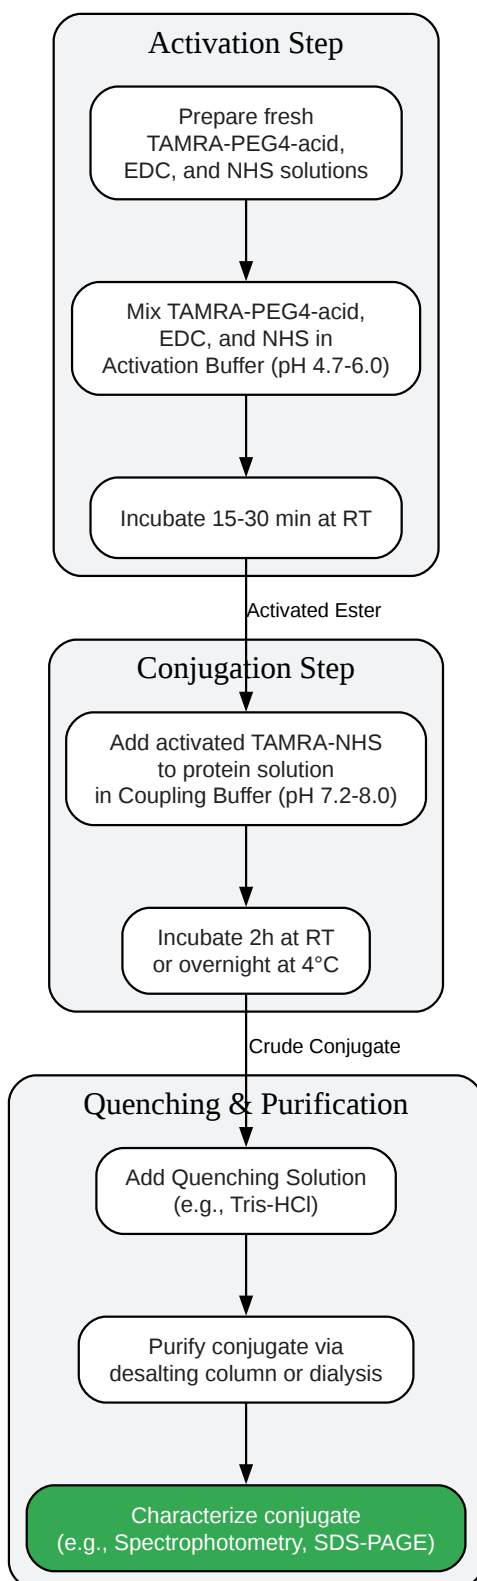 Activation Step
Prepare fresh
TAMRA-PEG4-acid,
EDC, and NHS solutions
Mix TAMRA-PEG4-acid,
EDC, and NHS in
Activation Buffer (pH 4.7-6.0)
Incubate 15-30 min at RT
Activated Ester
Conjugation Step
Add activated TAMRA-NHS
to protein solution
in Coupling Buffer (pH 7.2-8.0)
Incubate 2h at RT
or overnight at 4°C
Crude Conjugate
Quenching & Purification
Add Quenching Solution
(e.g., Tris-HCl)
Purify conjugate via
desalting column or dialysis
Characterize conjugate
(e.g., Spectrophotometry, SDS-PAGE)